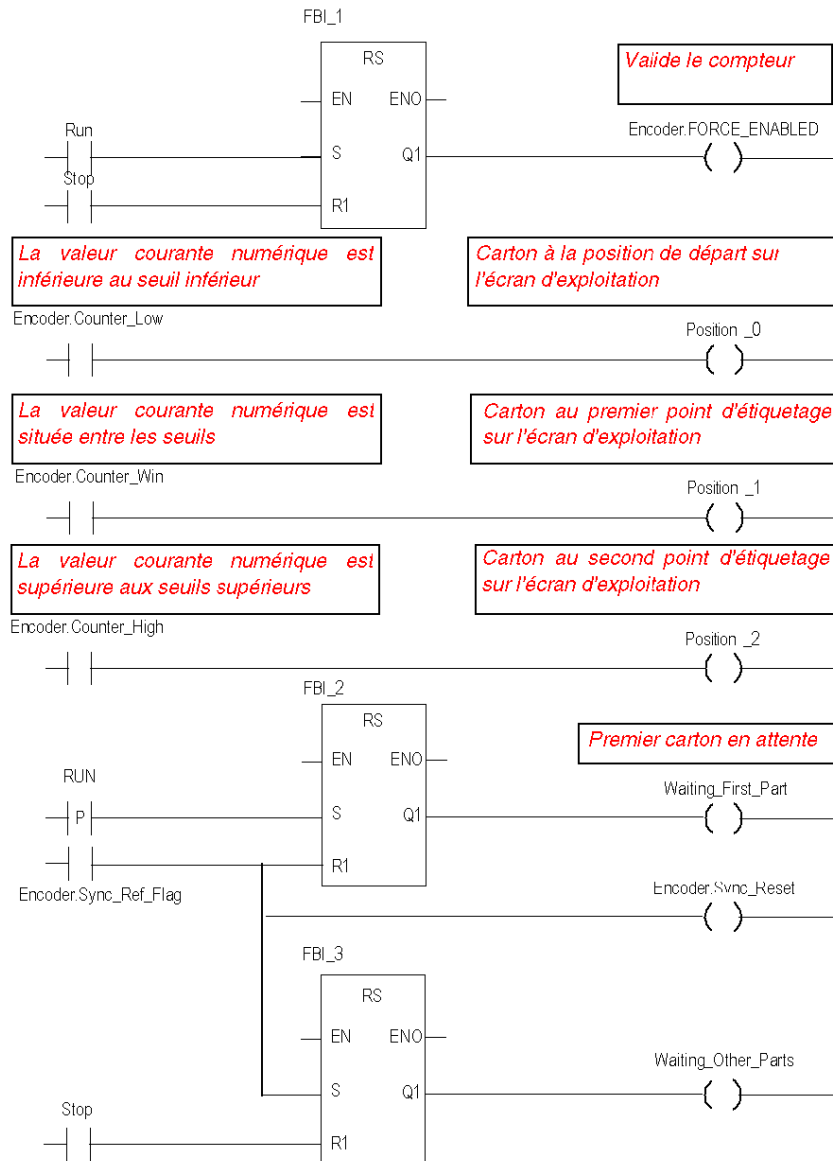 FBI_1
RS
Valide le compteur
EN ENO
Run
Encoder.FORCE_ENABLED
S Q1
Stop
R1
La valeur courante numérique est
inférieure au seuil inférieur
Carton à la position de départ sur
l'écran d'exploitation
Encoder.Counter_Low
Position _0
La valeur courante numérique est
située entre les seuils
Carton au premier point d'étiquetage
sur l'écran d'exploitation
Encoder.Counter_Win
Position _1
La valeur courante numérique est
supérieure aux seuils supérieurs
Carton au second point d'étiquetage
sur l'écran d'exploitation
Encoder.Counter_High
Position _2
FBI_2
RS
Premier carton en attente
EN ENO
RUN
Waiting_First_Part
P
S Q1
R1
Encoder.Sync_Ref_Flag
Encoder.Sync_Reset
FBI_3
RS
EN ENO
Waiting_Other_Parts
S Q1
Stop
R1